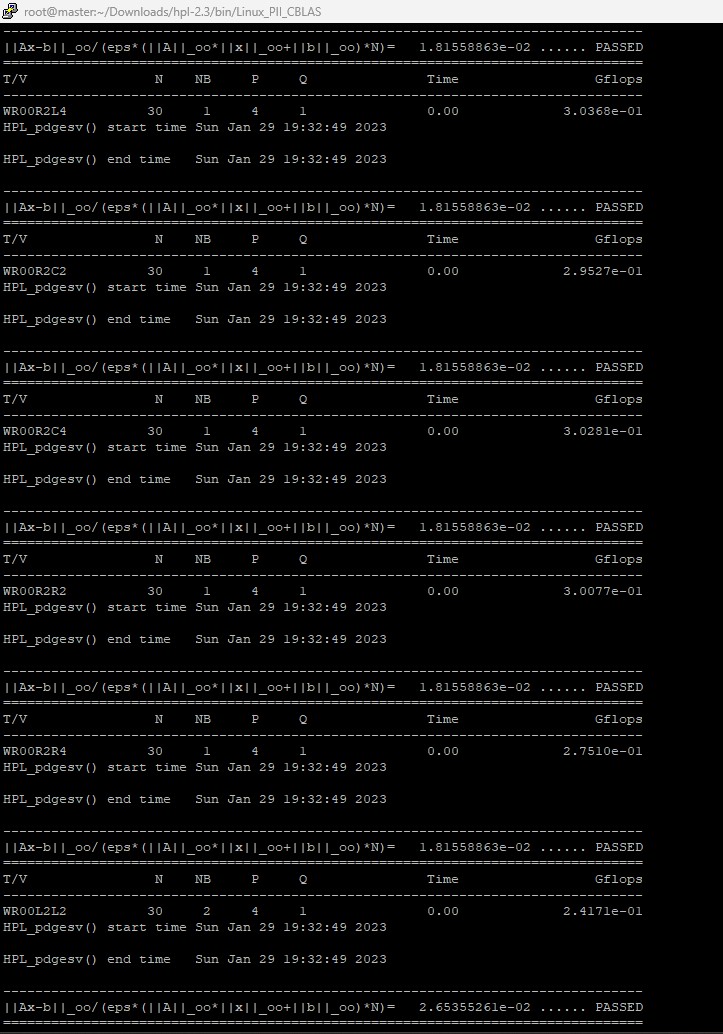 root@master:~/Downloads/hpl-2.3/bin/Linux_PII_CBLAS
--------------------------------------------------------------------------------
||Ax-b||_oo/(eps*(||A||_oo*||x||_oo+||b||_oo)*N)=   1.81558863e-02 ...... PASSED
================================================================================
T/V                N    NB     P     Q               Time                 Gflops
--------------------------------------------------------------------------------
WR00R2L4          30     1     4     1               0.00             3.0368e-01
HPL_pdgesv() start time Sun Jan 29 19:32:49 2023
HPL_pdgesv() end time   Sun Jan 29 19:32:49 2023
--------------------------------------------------------------------------------
||Ax-b||_oo/(eps*(||A||_oo*||x||_oo+||b||_oo)*N)=   1.81558863e-02 ...... PASSED
================================================================================
T/V                N    NB     P     Q               Time                 Gflops
--------------------------------------------------------------------------------
WR00R2C2          30     1     4     1               0.00             2.9527e-01
HPL_pdgesv() start time Sun Jan 29 19:32:49 2023
HPL_pdgesv() end time   Sun Jan 29 19:32:49 2023
--------------------------------------------------------------------------------
||Ax-b||_oo/(eps*(||A||_oo*||x||_oo+||b||_oo)*N)=   1.81558863e-02 ...... PASSED
================================================================================
T/V                N    NB     P     Q               Time                 Gflops
--------------------------------------------------------------------------------
WR00R2C4          30     1     4     1               0.00             3.0281e-01
HPL_pdgesv() start time Sun Jan 29 19:32:49 2023
HPL_pdgesv() end time   Sun Jan 29 19:32:49 2023
--------------------------------------------------------------------------------
||Ax-b||_oo/(eps*(||A||_oo*||x||_oo+||b||_oo)*N)=   1.81558863e-02 ...... PASSED
================================================================================
T/V                N    NB     P     Q               Time                 Gflops
--------------------------------------------------------------------------------
WR00R2R2          30     1     4     1               0.00             3.0077e-01
HPL_pdgesv() start time Sun Jan 29 19:32:49 2023
HPL_pdgesv() end time   Sun Jan 29 19:32:49 2023
--------------------------------------------------------------------------------
||Ax-b||_oo/(eps*(||A||_oo*||x||_oo+||b||_oo)*N)=   1.81558863e-02 ...... PASSED
================================================================================
T/V                N    NB     P     Q               Time                 Gflops
--------------------------------------------------------------------------------
WR00R2R4          30     1     4     1               0.00             2.7510e-01
HPL_pdgesv() start time Sun Jan 29 19:32:49 2023
HPL_pdgesv() end time   Sun Jan 29 19:32:49 2023
--------------------------------------------------------------------------------
||Ax-b||_oo/(eps*(||A||_oo*||x||_oo+||b||_oo)*N)=   1.81558863e-02 ...... PASSED
================================================================================
T/V                N    NB     P     Q               Time                 Gflops
--------------------------------------------------------------------------------
WR00L2L2          30     2     4     1               0.00             2.4171e-01
HPL_pdgesv() start time Sun Jan 29 19:32:49 2023
HPL_pdgesv() end time   Sun Jan 29 19:32:49 2023
--------------------------------------------------------------------------------
||Ax-b||_oo/(eps*(||A||_oo*||x||_oo+||b||_oo)*N)=   2.65355261e-02 ...... PASSED
================================================================================